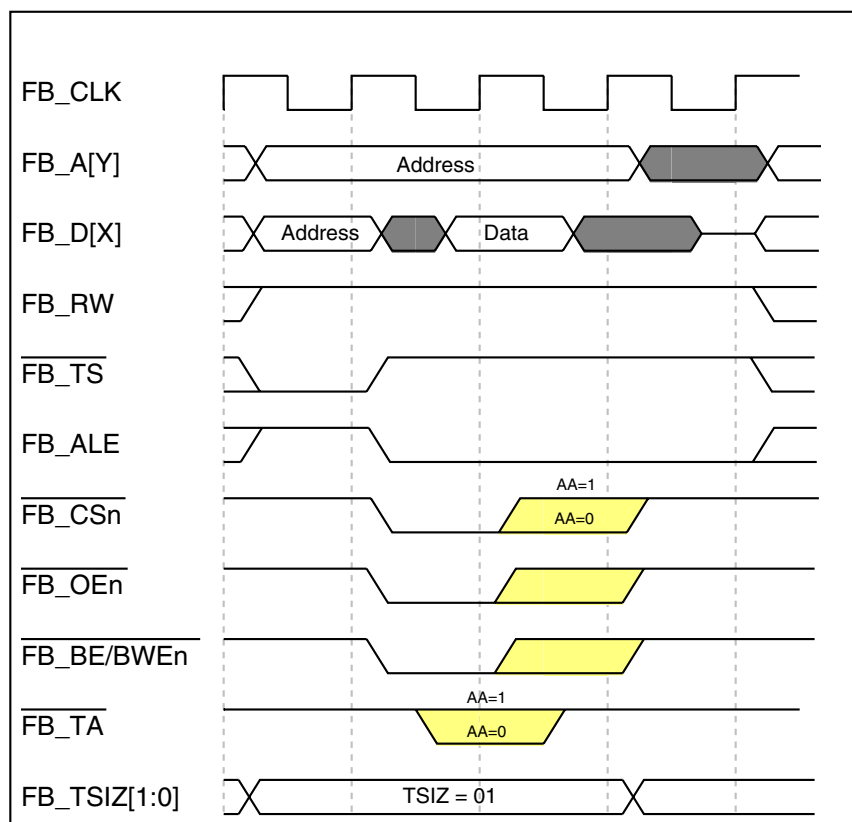 FB_CLK
FB_A[Y]
Address
FB_D[X]
Address
Data
FB_RW
FB_TS
FB_ALE
AA=1
FB_CSn
AA=0
FB_OEn
FB_BE/BWEn
AA=1
FB_TA
AA=0
FB_TSIZ[1:0]
TSIZ = 01